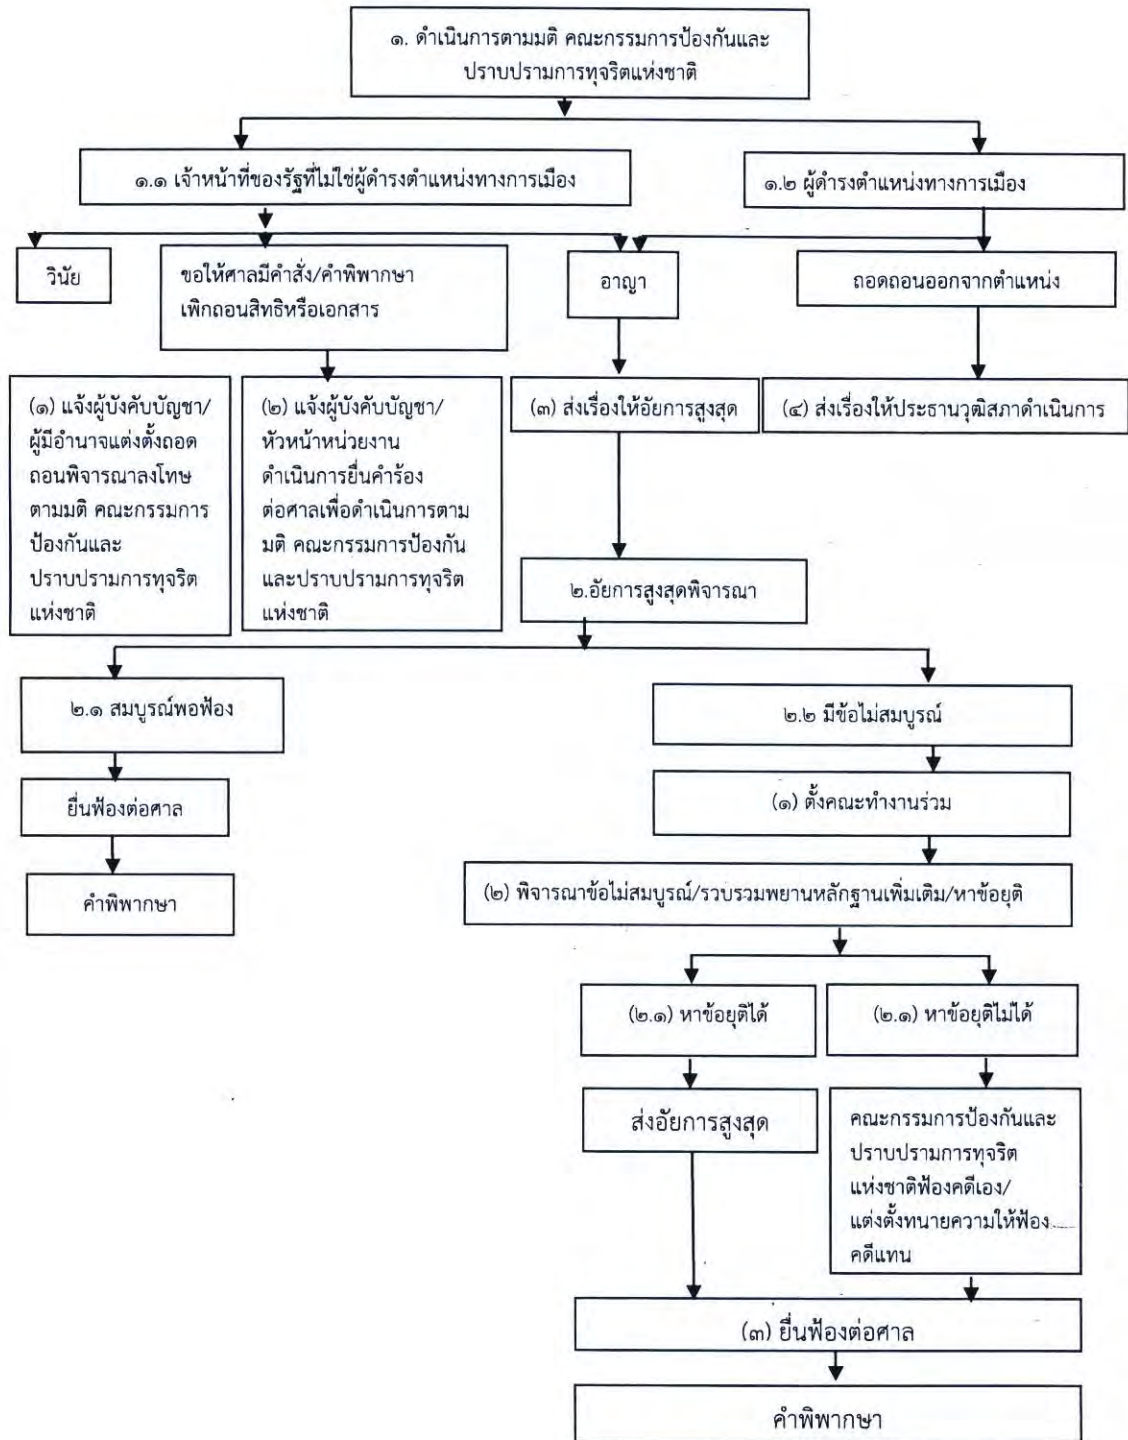 ๑. ดำเนินการตามมติ คณะกรรมการป้องกันและ
ปราบปรามการทุจริตแห่งชาติ
๑.๑ เจ้าหน้าที่ของรัฐที่ไม่ใช่ผู้ดำรงตำแหน่งทางการเมือง
๑.๒ ผู้ดำรงตำแหน่งทางการเมือง
วินัย
ขอให้ศาลมีคำสั่ง/คำพิพากษา
เพิกถอนสิทธิหรือเอกสาร
อาญา
ถอดถอนออกจากตำแหน่ง
(๑) แจ้งผู้บังคับบัญชา/
ผู้มีอำนาจแต่งตั้งถอด
ถอนพิจารณาลงโทษ
ตามมติ คณะกรรมการ
ป้องกันและ
ปราบปรามการทุจริต
แห่งชาติ
(๒) แจ้งผู้บังคับบัญชา/
หัวหน้าหน่วยงาน
ดำเนินการยื่นคำร้อง
ต่อศาลเพื่อดำเนินการตาม
มติ คณะกรรมการป้องกัน
และปราบปรามการทุจริต
แห่งชาติ
(๓) ส่งเรื่องให้อัยการสูงสุด
(๔) ส่งเรื่องให้ประธานวุฒิสภาดำเนินการ
๒.อัยการสูงสุดพิจารณา
๒.๑ สมบูรณ์พอฟ้อง
๒.๒ มีข้อไม่สมบูรณ์
ยื่นฟ้องต่อศาล
(๑) ตั้งคณะทำงานร่วม
คำพิพากษา
(๒) พิจารณาข้อไม่สมบูรณ์/รวบรวมพยานหลักฐานเพิ่มเติม/หาข้อยุติ
(๒.๑) หาข้อยุติได้
(๒.๑) หาข้อยุติไม่ได้
ส่งอัยการสูงสุด
คณะกรรมการป้องกันและ
ปราบปรามการทุจริต
แห่งชาติฟ้องคดีเอง/
แต่งตั้งทนายความให้ฟ้อง
คดีแทน
(๓) ยื่นฟ้องต่อศาล
คำพิพากษา